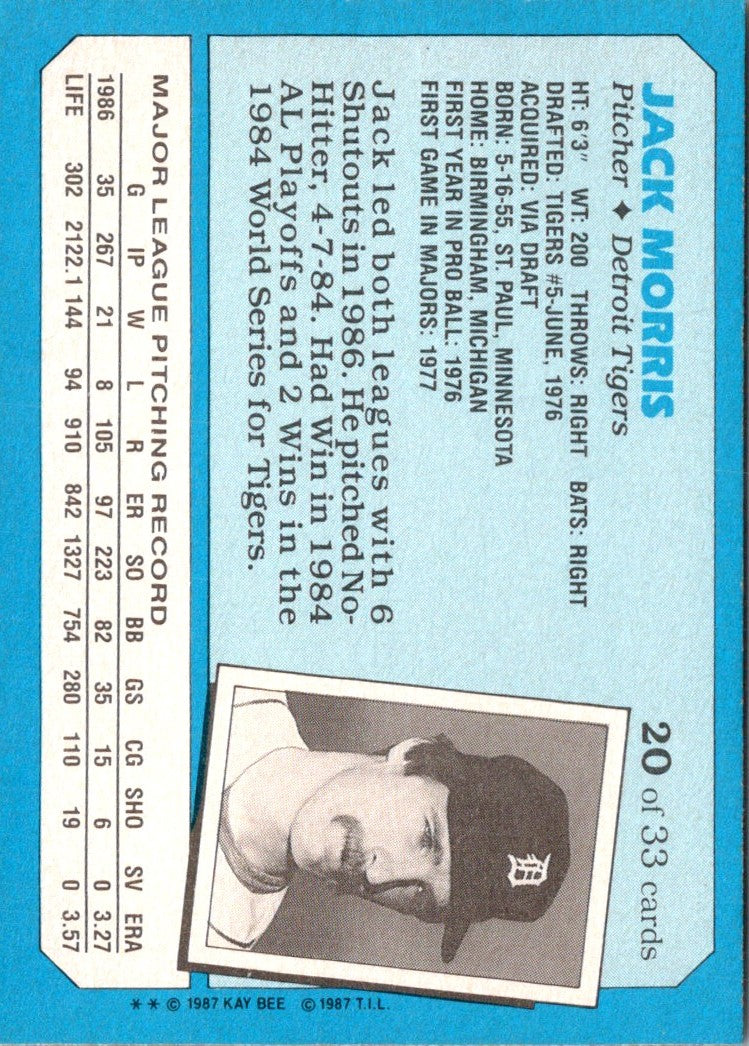 JACK MORRIS
Pitcher ♦ Detroit Tigers
20 of 33 cards
HT: 6'3" WT: 200 THROWS: RIGHT BATS: RIGHT
DRAFTED: TIGERS #5-JUNE, 1976
ACQUIRED: VIA DRAFT
BORN: 5-16-55, ST. PAUL, MINNESOTA
HOME: BIRMINGHAM, MICHIGAN
FIRST YEAR IN PRO BALL: 1976
FIRST GAME IN MAJORS: 1977
Jack led both leagues with 6
Shutouts in 1986. He pitched No-
Hitter, 4-7-84. Had Win in 1984
AL Playoffs and 2 Wins in the
1984 World Series for Tigers.
D
MAJOR LEAGUE PITCHING RECORD
G IP W L R ER SO BB GS CG SHO SV ERA
1986 35 267 21 8 105 97 223 82 35 15 6 0 3.27
LIFE 302 2122.1 144 94 910 842 1327 754 280 110 19 0 3.57
** © 1987 KAY BEE © 1987 T.I.L.